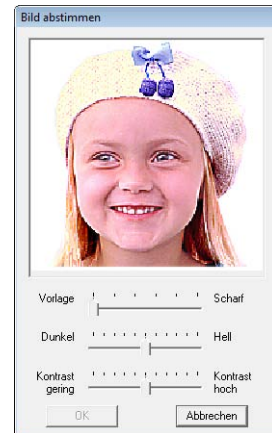 Bild abstimmen
Vorlage Scharf
Dunkel Hell
Kontrast gering Kontrast hoch
OK Abbrechen